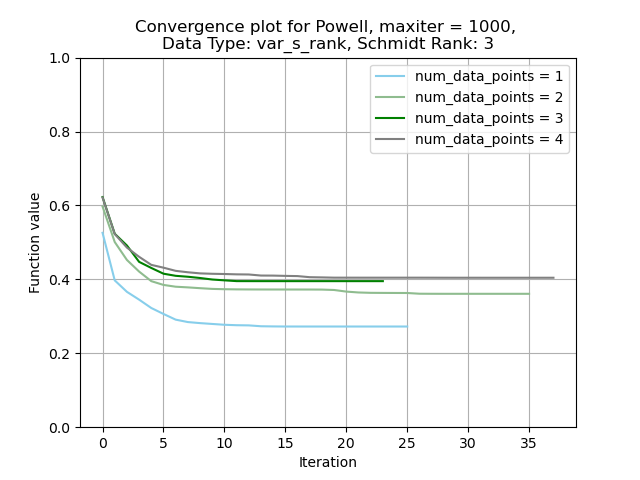 Convergence plot for Powell, maxiter = 1000,
Data Type: var_s_rank, Schmidt Rank: 3
num_data_points = 1
num_data_points = 2
num_data_points = 3
num_data_points = 4
Function value
1.0
0.8
0.6
0.4
0.2
0.0
0 5 10 15 20 25 30 35
Iteration